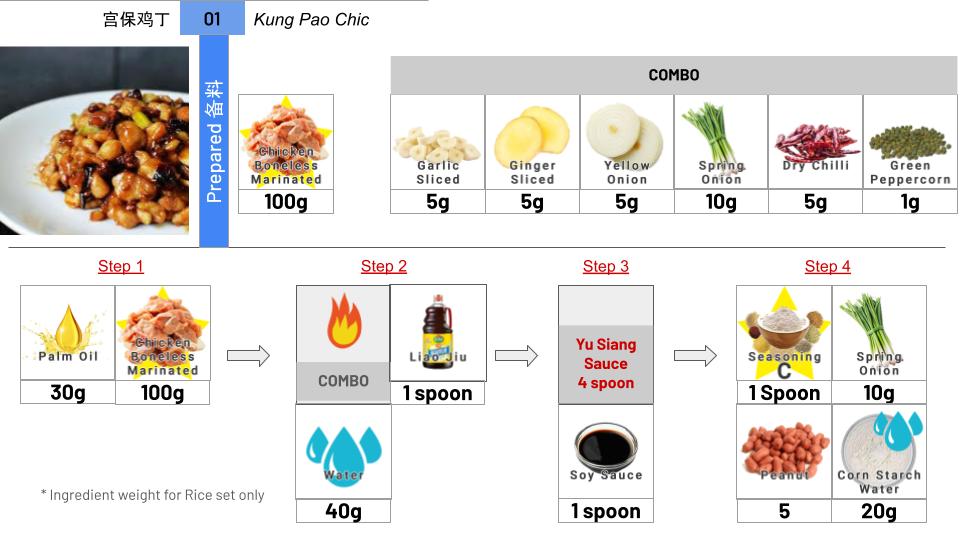 宫保鸡丁
01
Kung Pao Chic
Prepared 备料
Chicken
Boneless
Marinated
100g
COMBO
Garlic
Sliced
5g
Ginger
Sliced
5g
Yellow
Onion
5g
Spring
Onion
10g
Dry Chilli
5g
Green
Peppercorn
1g
Step 1
Palm Oil
30g
Chicken
Boneless
Marinated
100g
Step 2
COMBO
Liao Jiu
1 spoon
Water
40g
Step 3
Yu Siang
Sauce
4 spoon
Soy Sauce
1 spoon
Step 4
Seasoning
C
1 Spoon
Spring
Onion
10g
Peanut
5
Corn Starch
Water
20g
* Ingredient weight for Rice set only